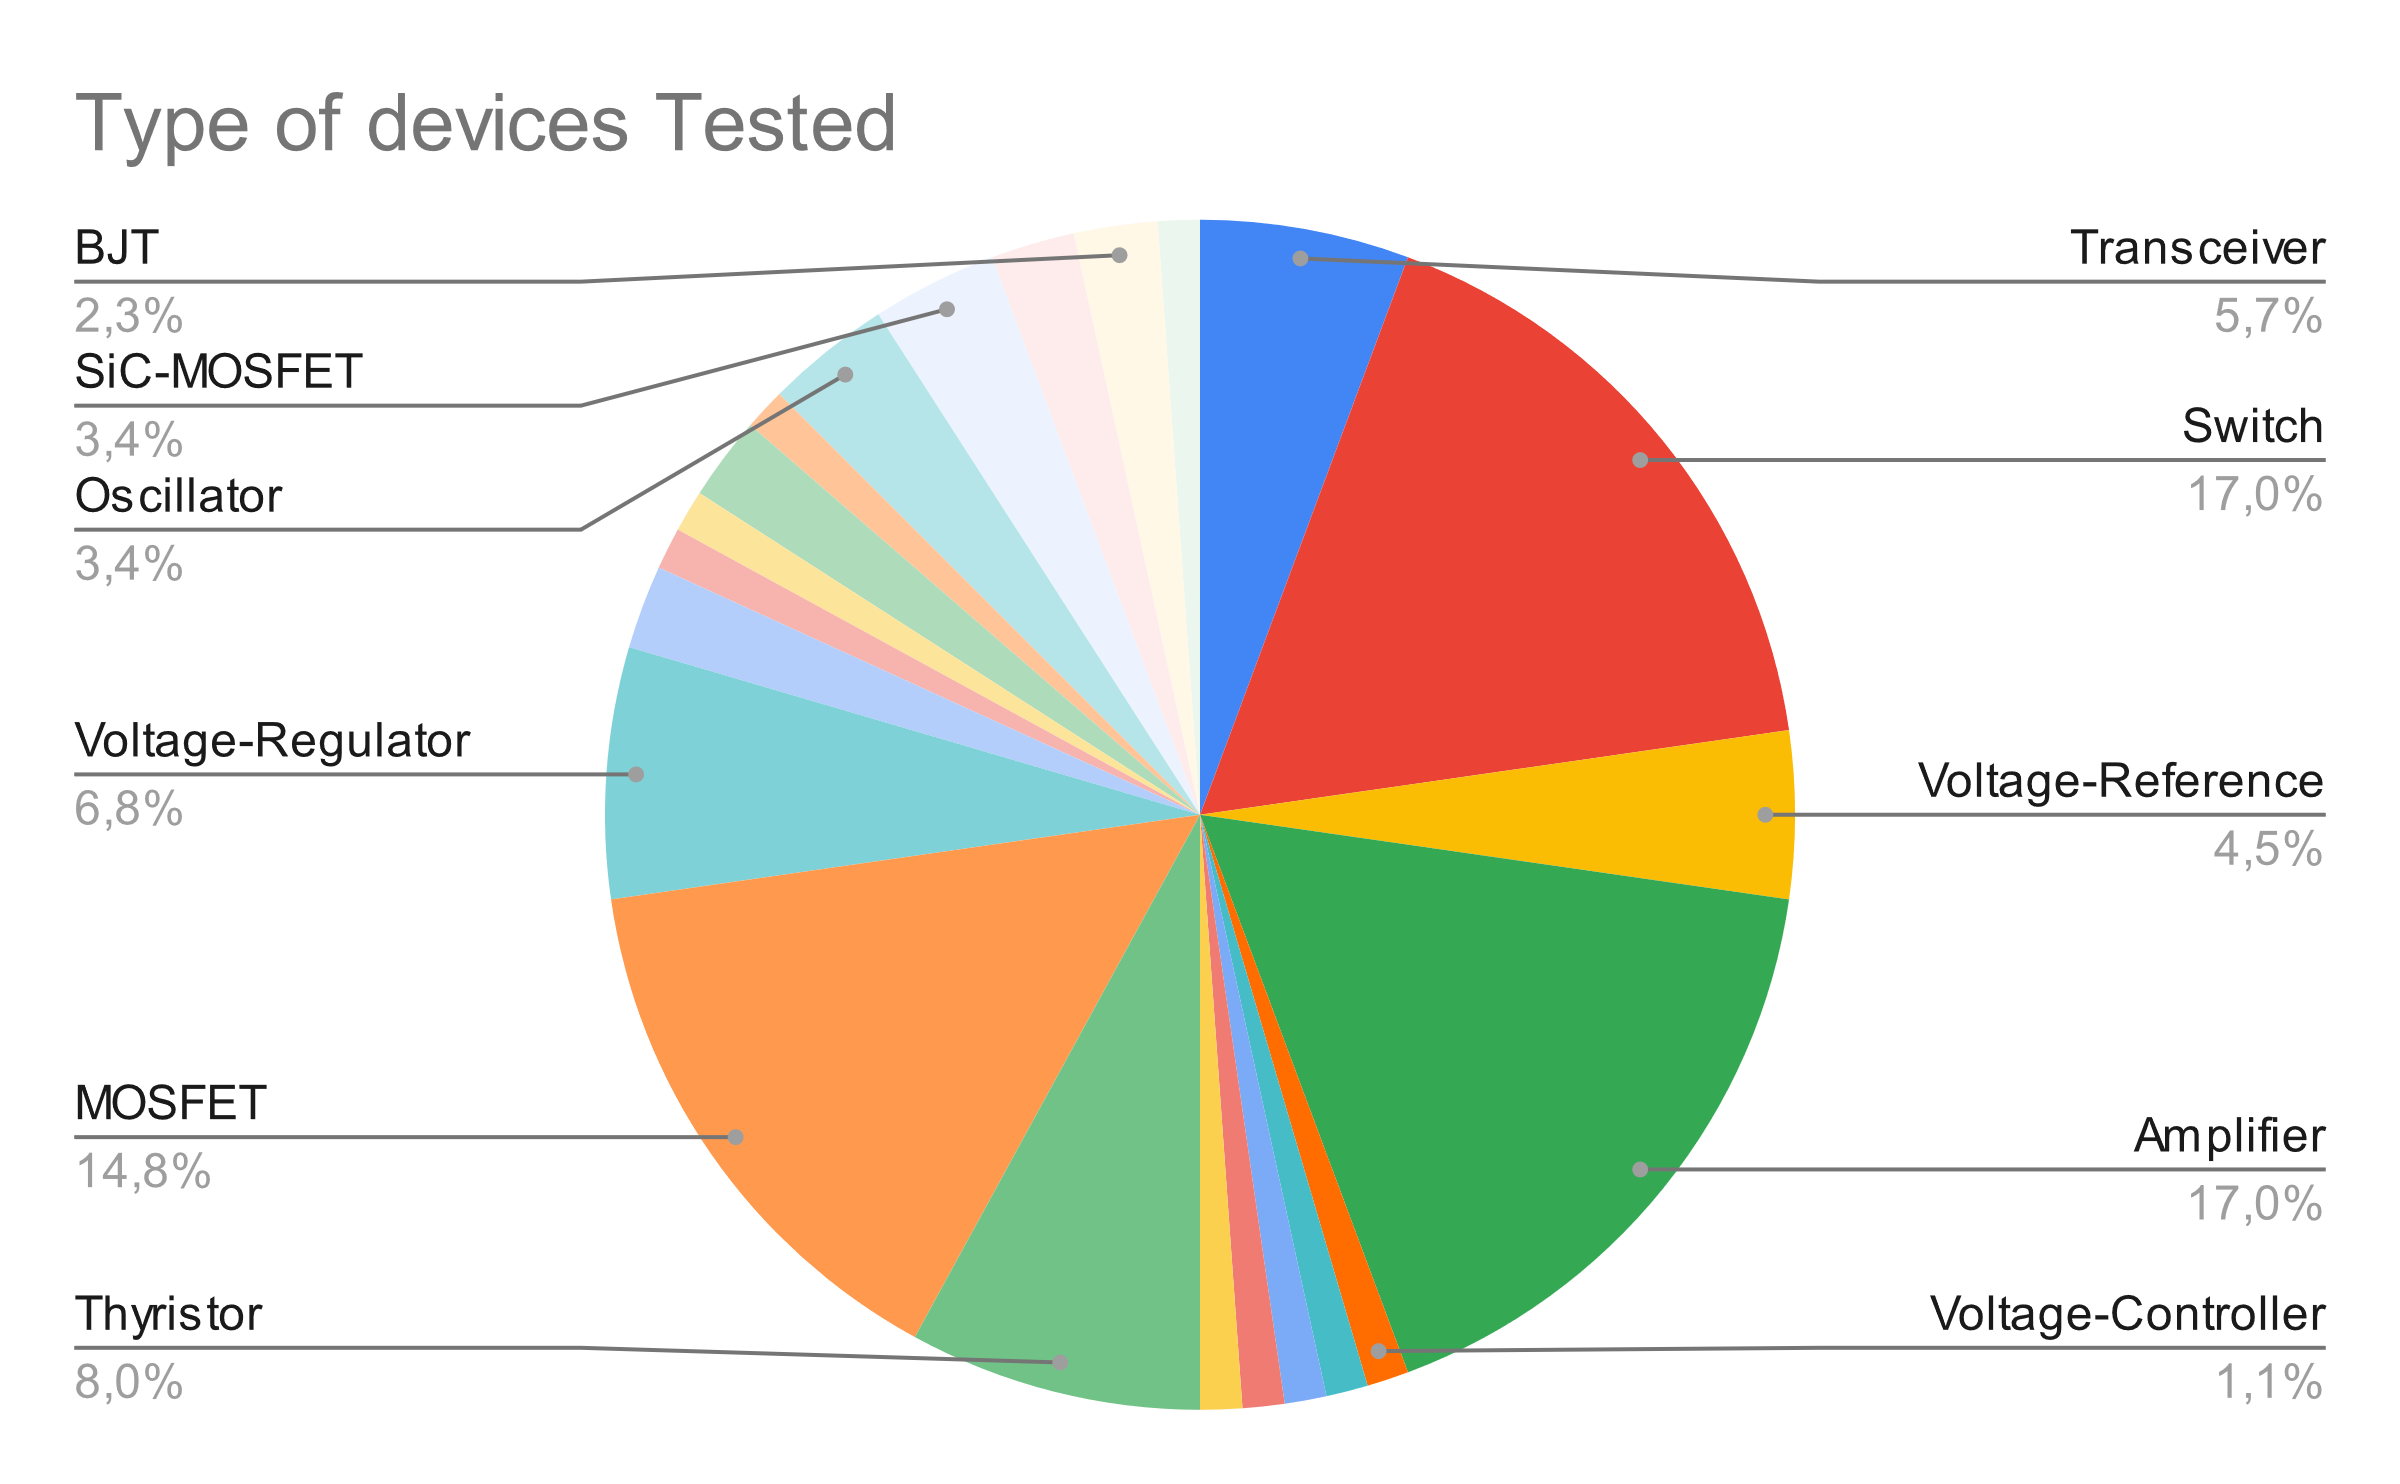 Type of devices Tested
BJT
2,3%
SiC-MOSFET
3,4%
Oscillator
3,4%
Voltage-Regulator
6,8%
MOSFET
14,8%
Thyristor
8,0%
Transceiver
5,7%
Switch
17,0%
Voltage-Reference
4,5%
Amplifier
17,0%
Voltage-Controller
1,1%